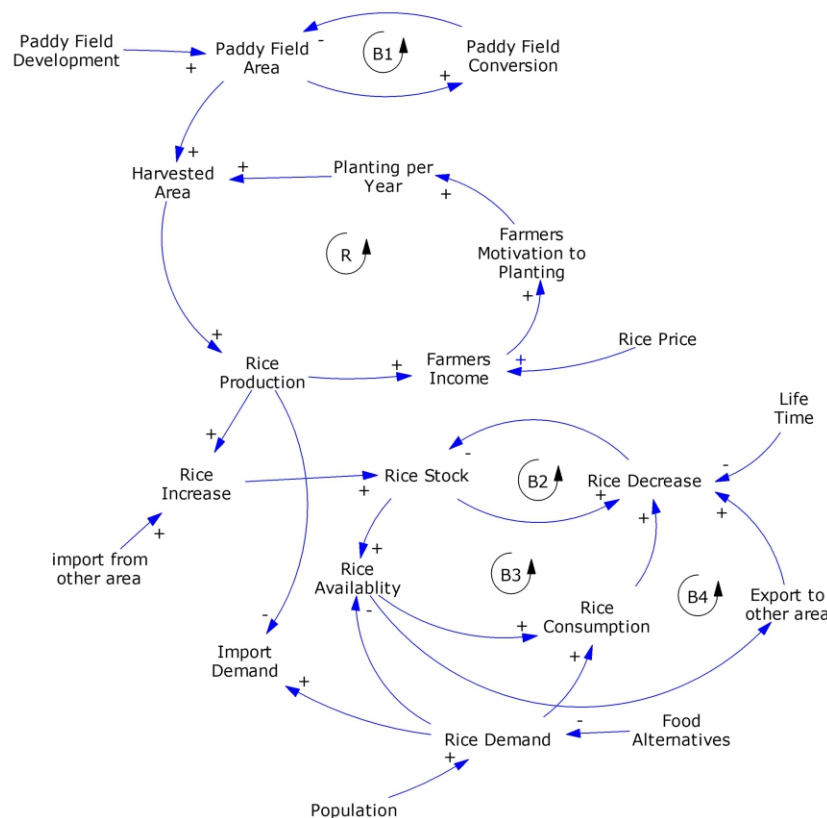 Paddy Field
Development
+
Paddy Field
Area
-
B1
+
Paddy Field
Conversion
+
Harvested
Area
+
Planting per
Year
+
Farmers
Motivation to
Planting
+
R
+
Rice
Production
+
Farmers
Income
+
Rice Price
Life
Time
-
+
Rice
Increase
+
Rice Stock
-
B2
+
Rice Decrease
+
+
import from
other area
+
+
Rice
Availablity
-
B3
+
Rice
Consumption
+
B4
Export to
other area
-
Import
Demand
+
Rice Demand
+
-
Food
Alternatives
Population